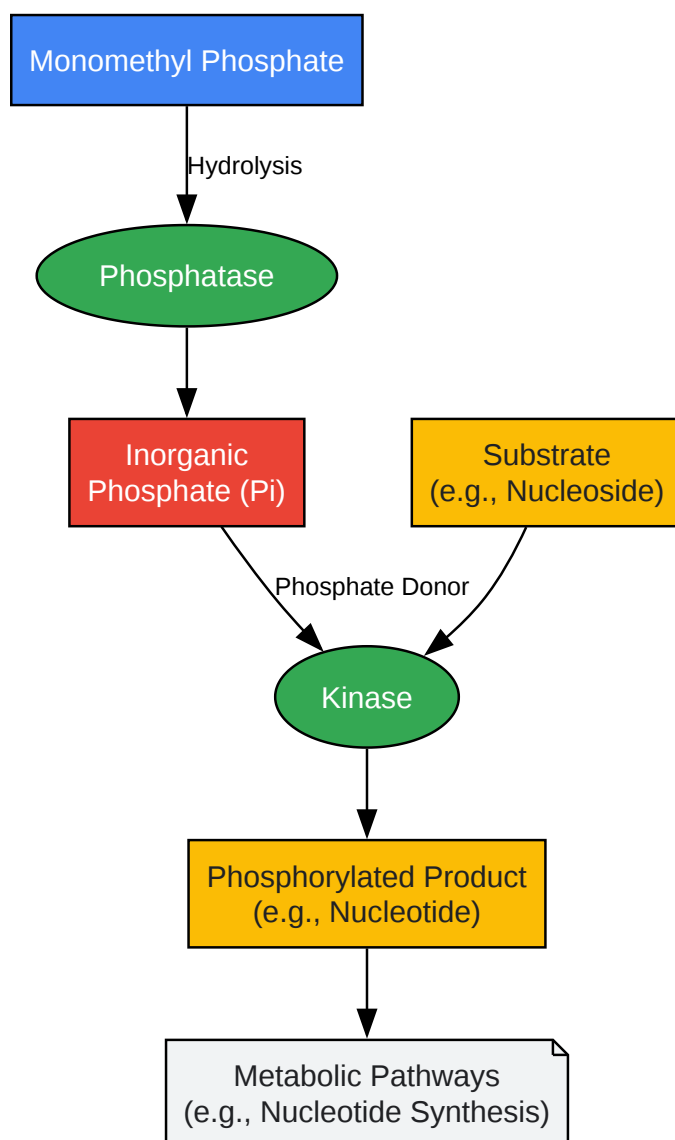 Monomethyl Phosphate
Hydrolysis
Phosphatase
Inorganic
Phosphate (Pi)
Substrate
(e.g., Nucleoside)
Phosphate Donor
Kinase
Phosphorylated Product
(e.g., Nucleotide)
Metabolic Pathways
(e.g., Nucleotide Synthesis)